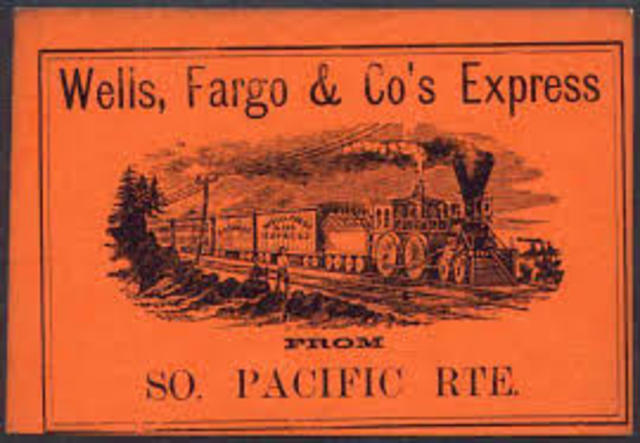 Wells, Fargo & Co's Express
FROM
SO. PACIFIC RTE.